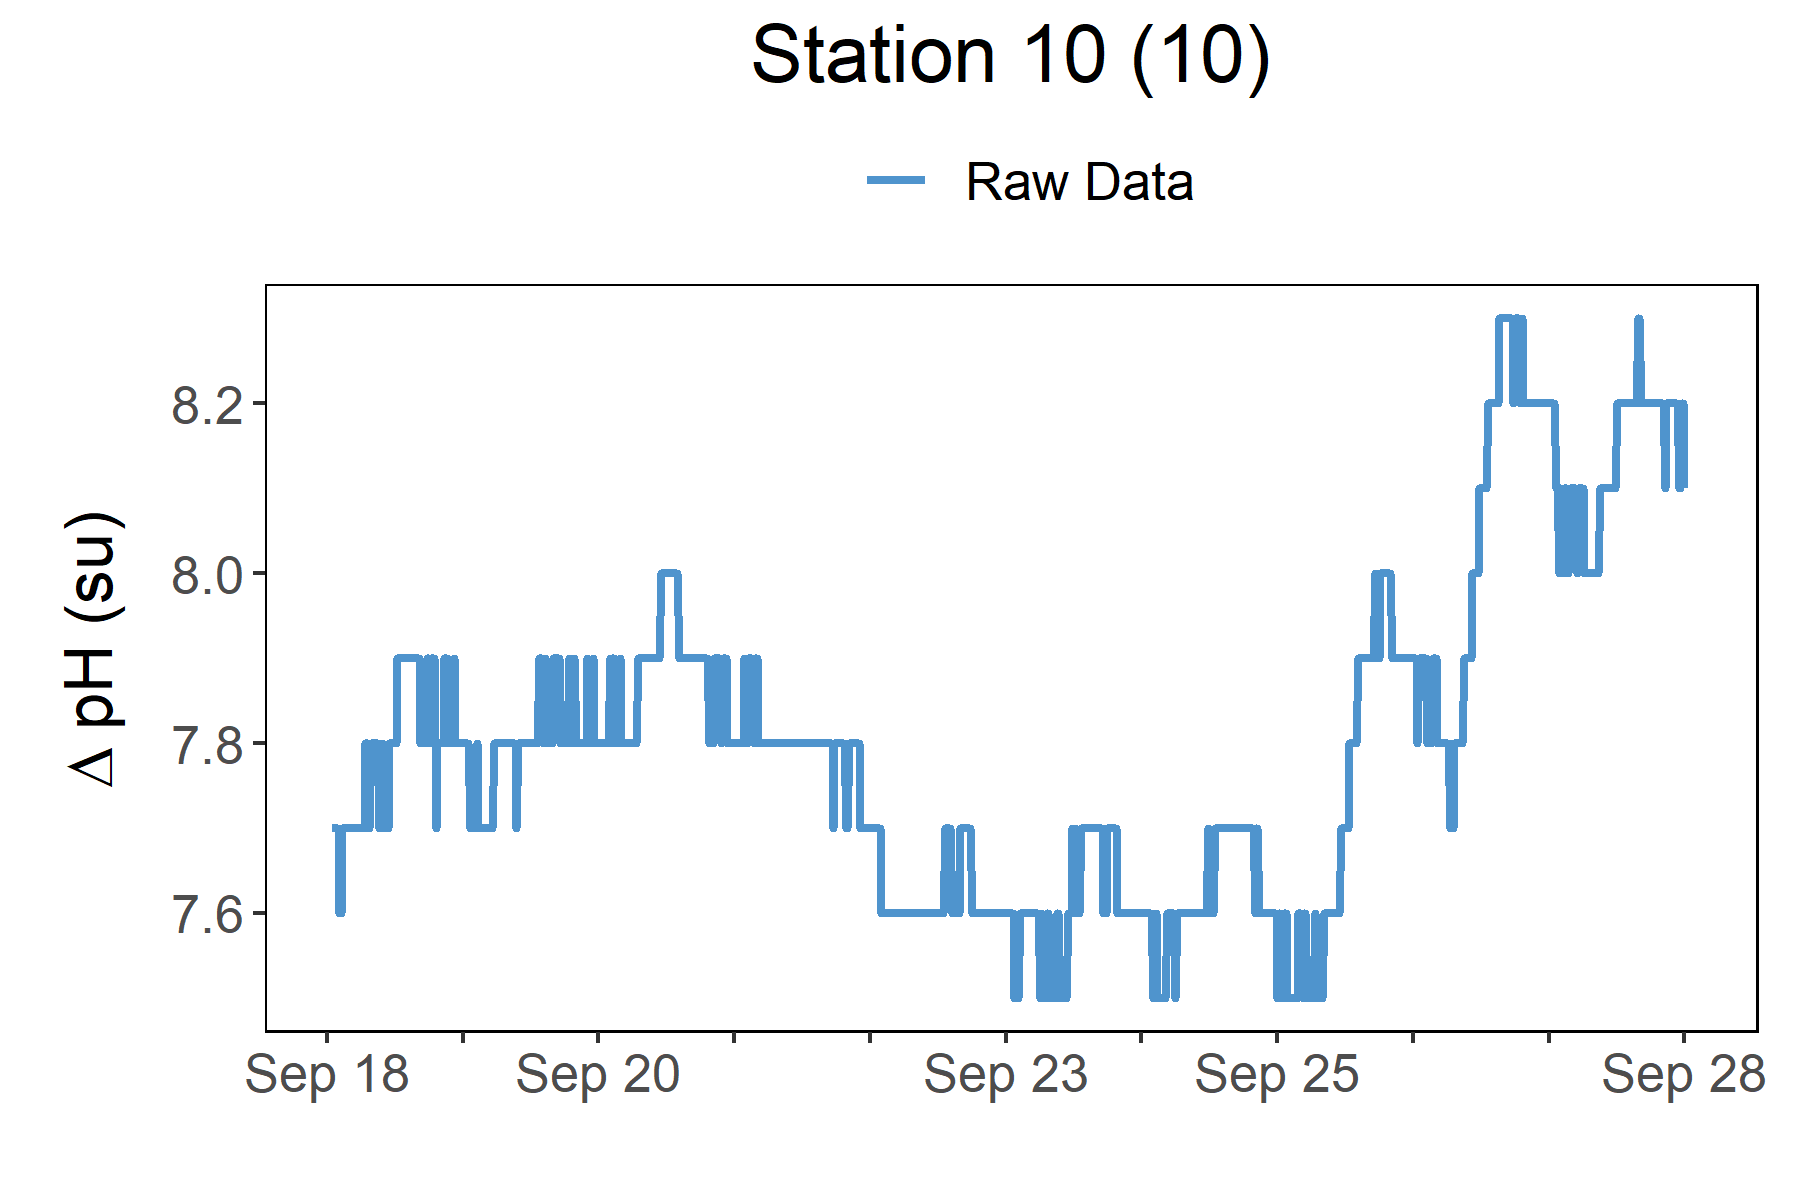 Station 10 (10)
Raw Data
Δ pH (su)
8.2
8.0
7.8
7.6
Sep 18 Sep 20 Sep 23 Sep 25 Sep 28